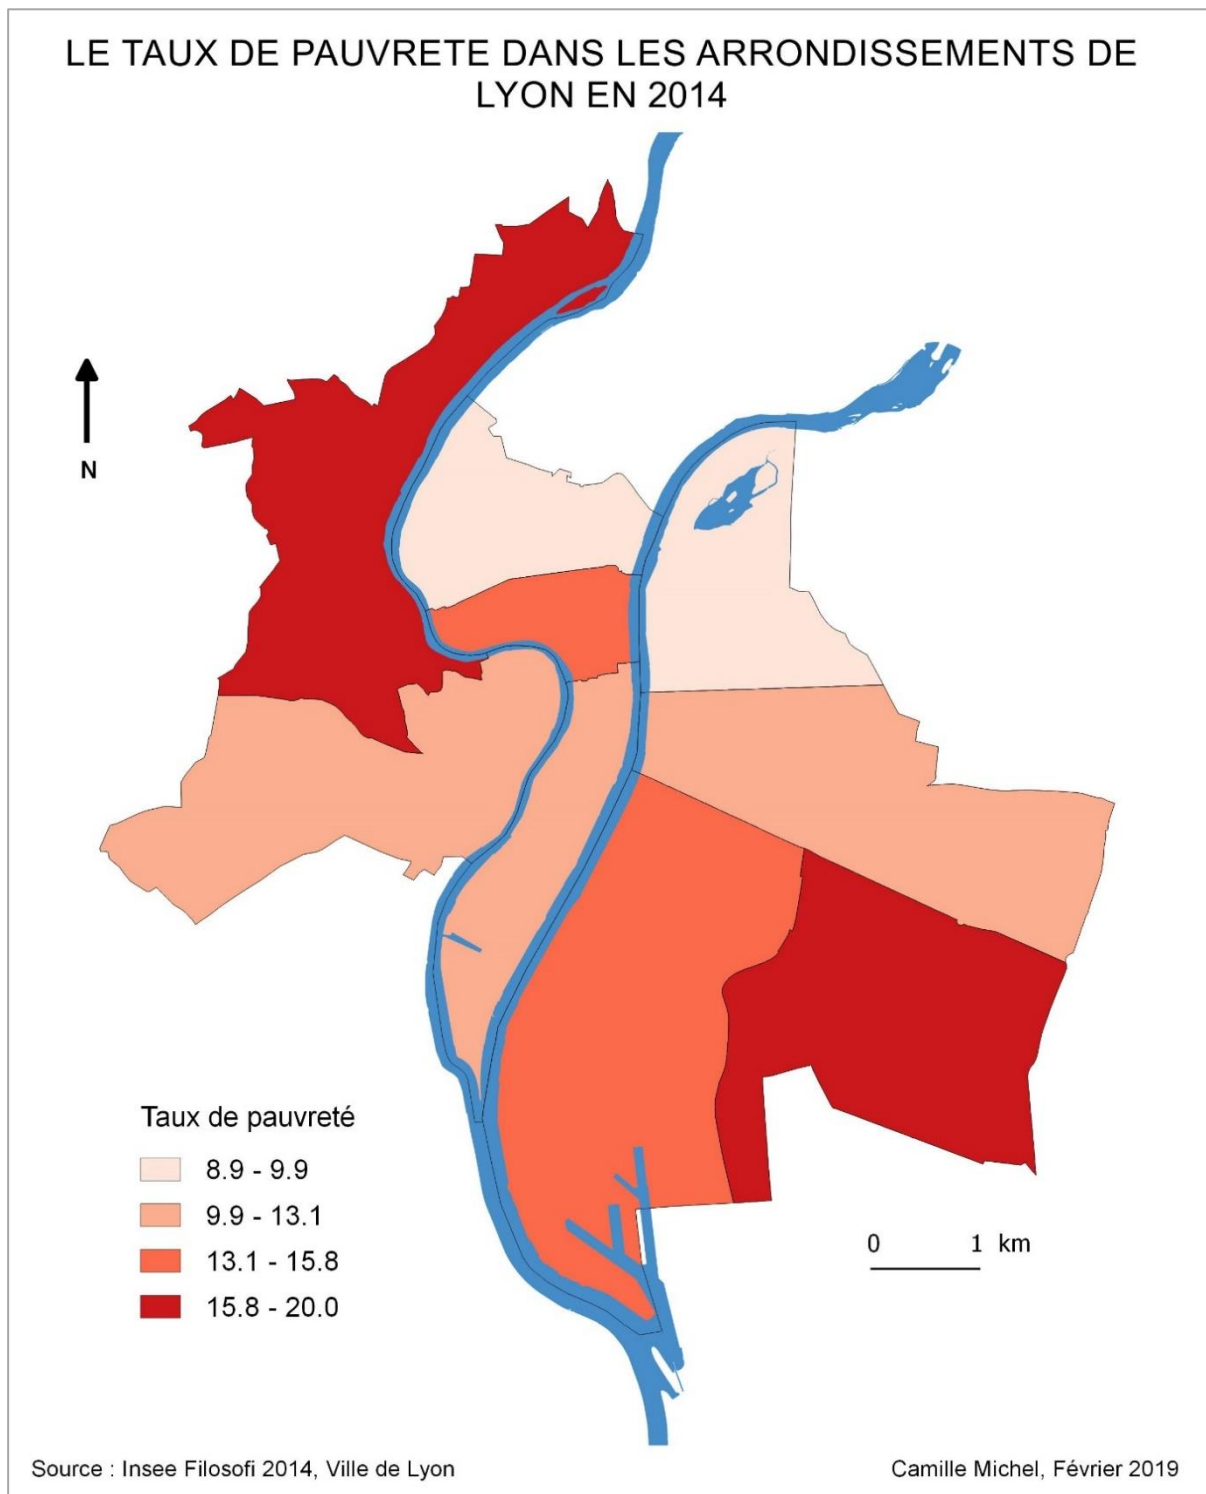 LE TAUX DE PAUVRETE DANS LES ARRONDISSEMENTS DE
LYON EN 2014
N
Taux de pauvreté
8.9 - 9.9
9.9 - 13.1
13.1 - 15.8
15.8 - 20.0
0 1 km
Source : Insee Filosofi 2014, Ville de Lyon
Camille Michel, Février 2019